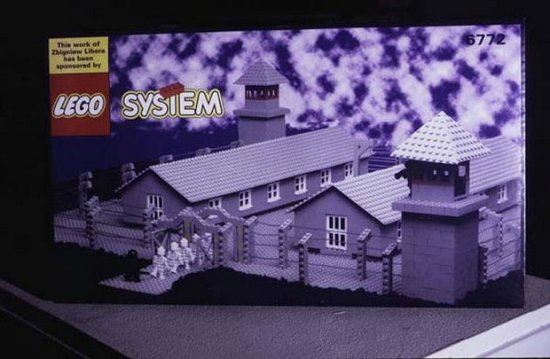 This work of
Zbigniew Libera
has been
sponsored by
6772
LEGO SYSTEM